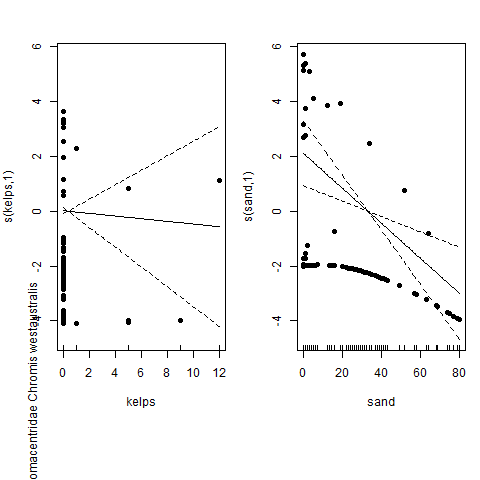 s(kelps,1)
6
4
2
0
-2
-4
0 2 4 6 8 10 12
kelps
omacentridae Chromis westaustralis
s(sand,1)
6
4
2
0
-2
-4
0 20 40 60 80
sand